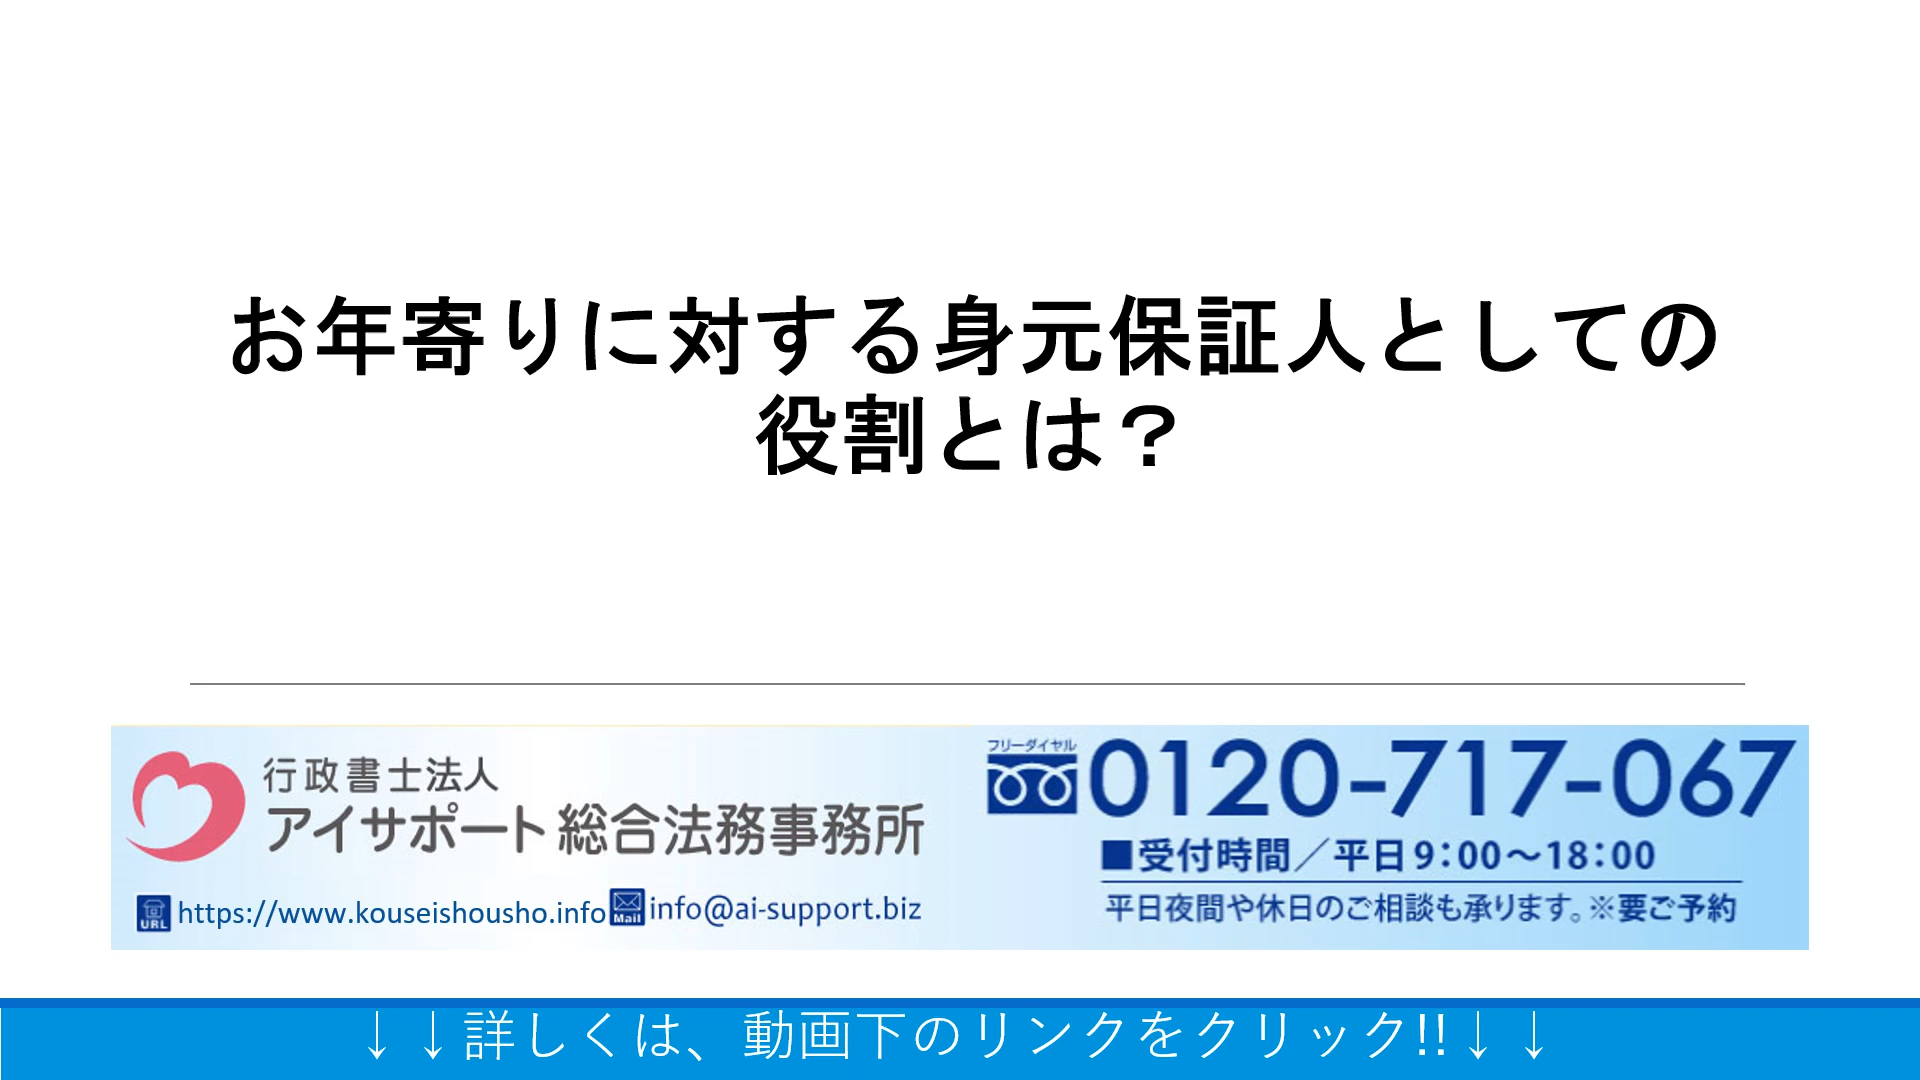 お年寄りに対する身元保証人としての
役割とは？
行政書士法人
アイサポート総合法務事務所
URL https://www.kouseishousho.info Mail info@ai-support.biz
フリーダイヤル
0120-717-067
■受付時間／平日9：00～18：00
平日夜間や休日のご相談も承ります。※要ご予約
↓↓詳しくは、動画下のリンクをクリック!!↓↓